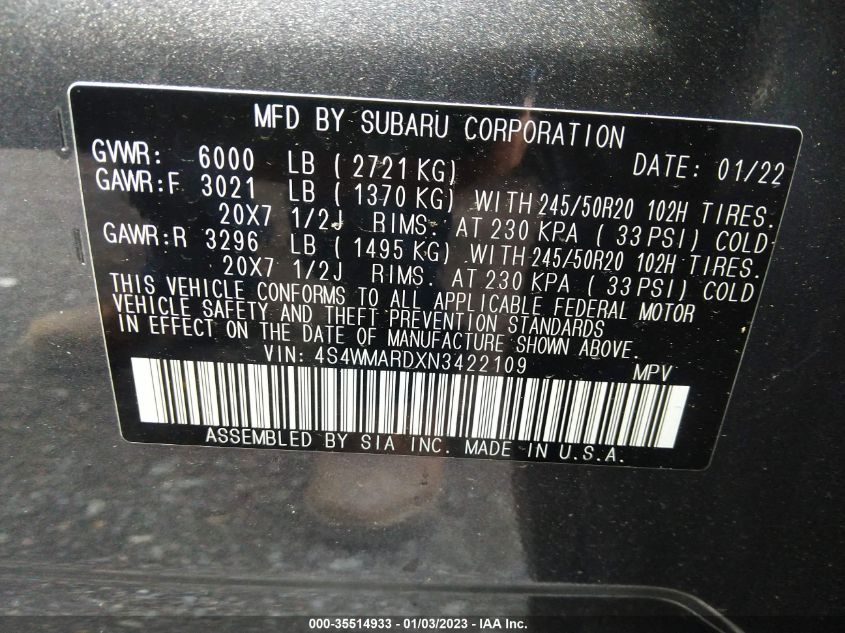 MFD BY SUBARU CORPORATION
GVWR: 6000 LB ( 2721 KG) DATE: 01/22
GAWR:F 3021 LB ( 1370 KG) WITH 245/50R20 102H TIRES.
20X7 1/2J RIMS. AT 230 KPA ( 33 PSI) COLD
GAWR:R 3296 LB ( 1495 KG) WITH 245/50R20 102H TIRES.
20X7 1/2J RIMS. AT 230 KPA ( 33 PSI) COLD
THIS VEHICLE CONFORMS TO ALL APPLICABLE FEDERAL MOTOR
VEHICLE SAFETY AND THEFT PREVENTION STANDARDS
IN EFFECT ON THE DATE OF MANUFACTURE SHOWN ABOVE.
VIN: 4S4WMARDXN3422109 MPV
ASSEMBLED BY SIA INC. MADE IN U.S.A.
000-35514933 - 01/03/2023 - IAA Inc.